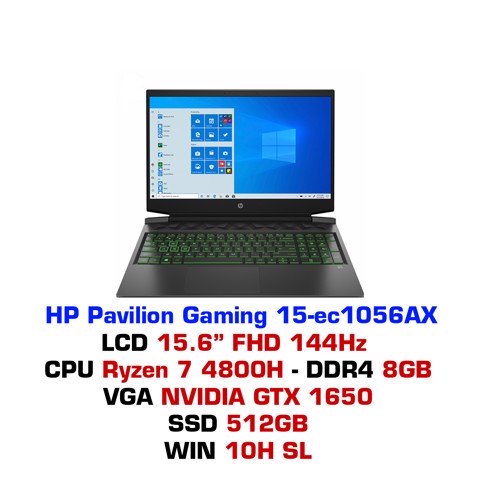 HP Pavilion Gaming 15-ec1056AX
LCD 15.6” FHD 144Hz
CPU Ryzen 7 4800H - DDR4 8GB
VGA NVIDIA GTX 1650
SSD 512GB
WIN 10H SL